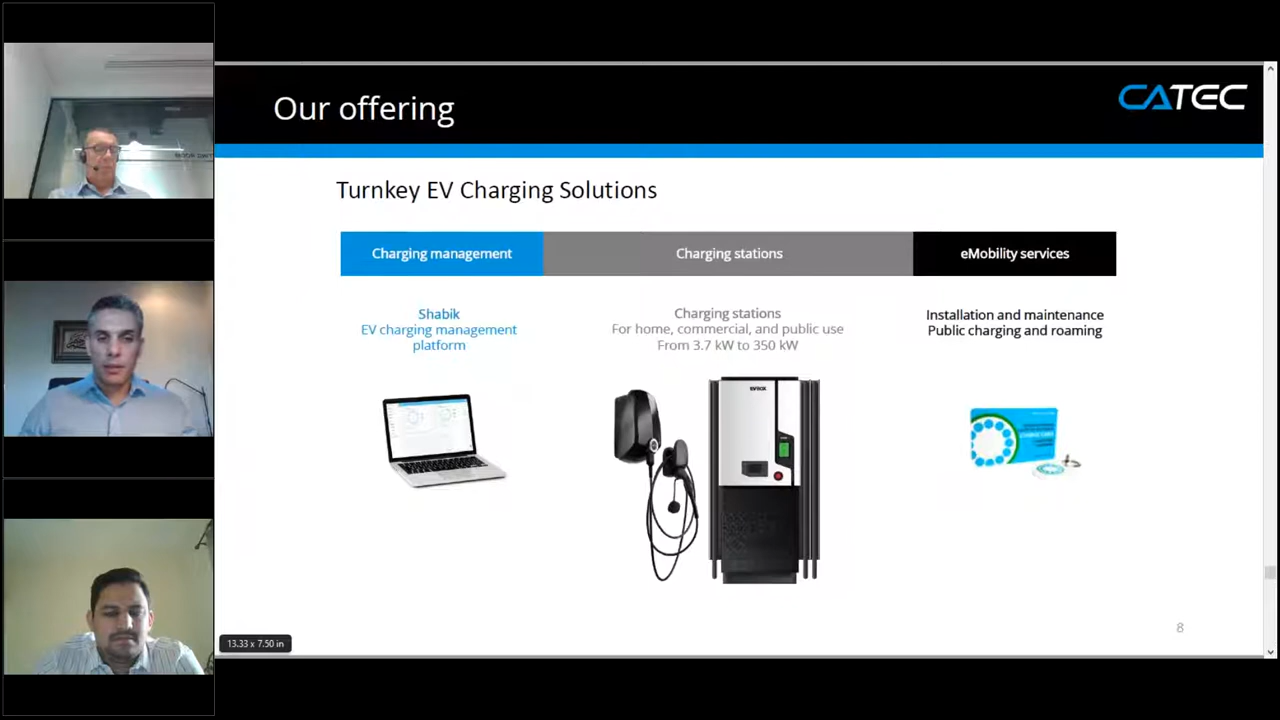 Our offering
CATEC
Turnkey EV Charging Solutions
Charging management
Charging stations
eMobility services
Shabik
EV charging management
platform
Charging stations
For home, commercial, and public use
From 3.7 kW to 350 kW
Installation and maintenance
Public charging and roaming
EVBOX
8
13.33 x 7.50 in